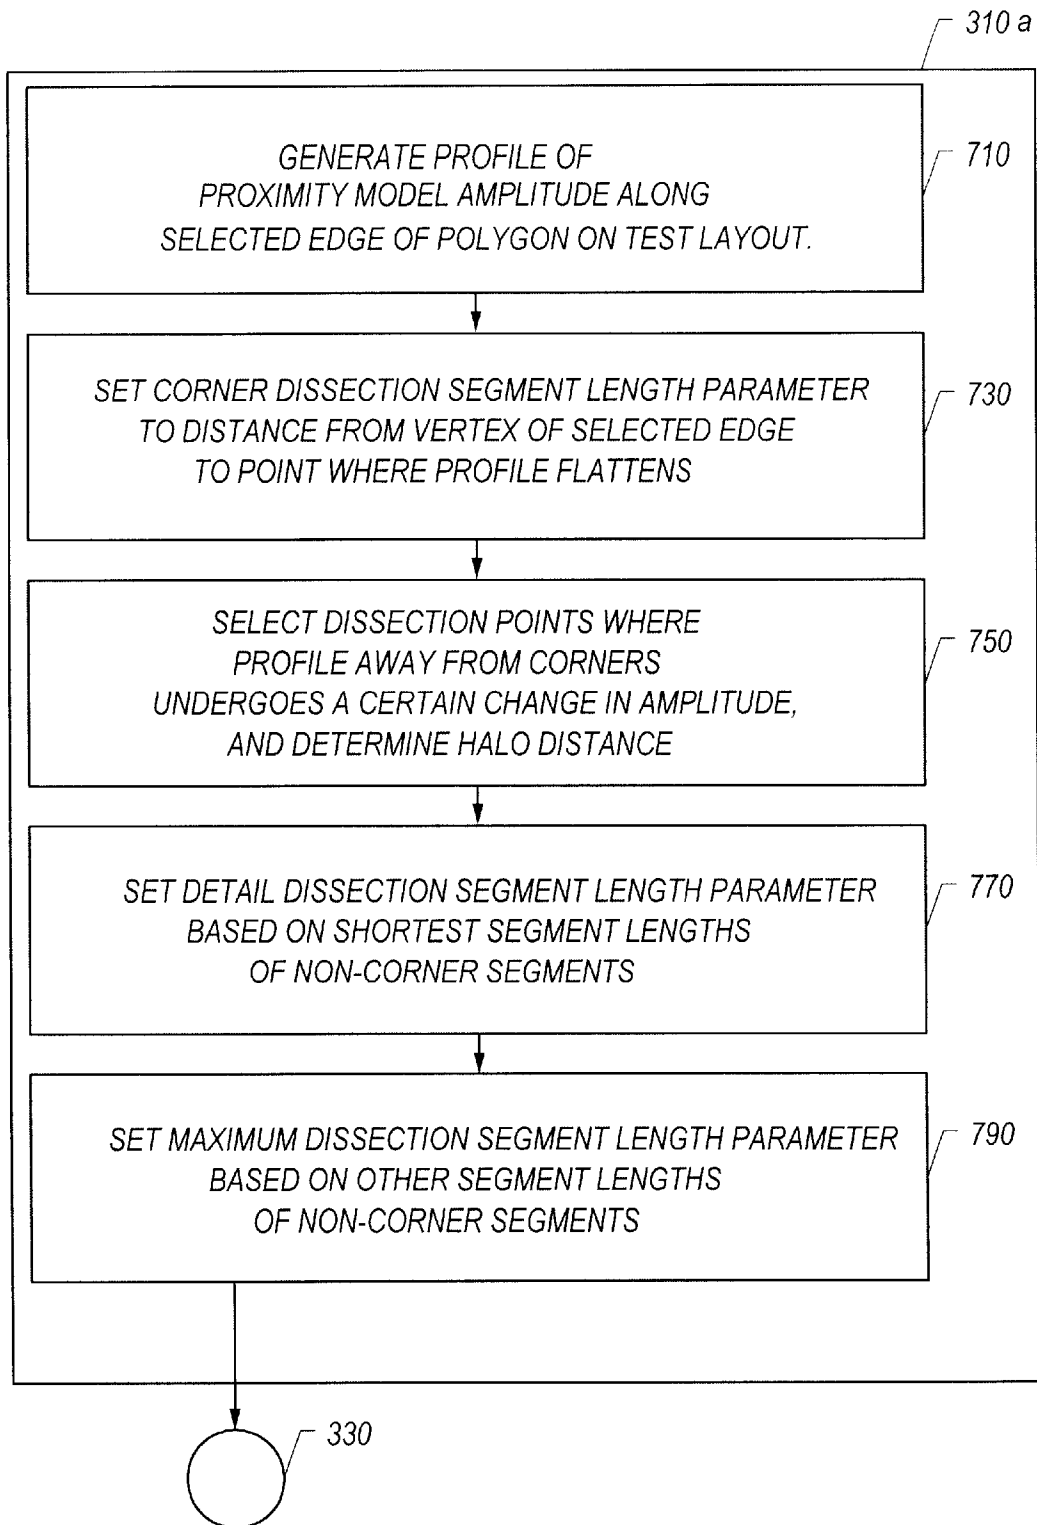 310 a
GENERATE PROFILE OF
PROXIMITY MODEL AMPLITUDE ALONG
SELECTED EDGE OF POLYGON ON TEST LAYOUT.
710
SET CORNER DISSECTION SEGMENT LENGTH PARAMETER
TO DISTANCE FROM VERTEX OF SELECTED EDGE
TO POINT WHERE PROFILE FLATTENS
730
SELECT DISSECTION POINTS WHERE
PROFILE AWAY FROM CORNERS
UNDERGOES A CERTAIN CHANGE IN AMPLITUDE,
AND DETERMINE HALO DISTANCE
750
SET DETAIL DISSECTION SEGMENT LENGTH PARAMETER
BASED ON SHORTEST SEGMENT LENGTHS
OF NON-CORNER SEGMENTS
770
SET MAXIMUM DISSECTION SEGMENT LENGTH PARAMETER
BASED ON OTHER SEGMENT LENGTHS
OF NON-CORNER SEGMENTS
790
330